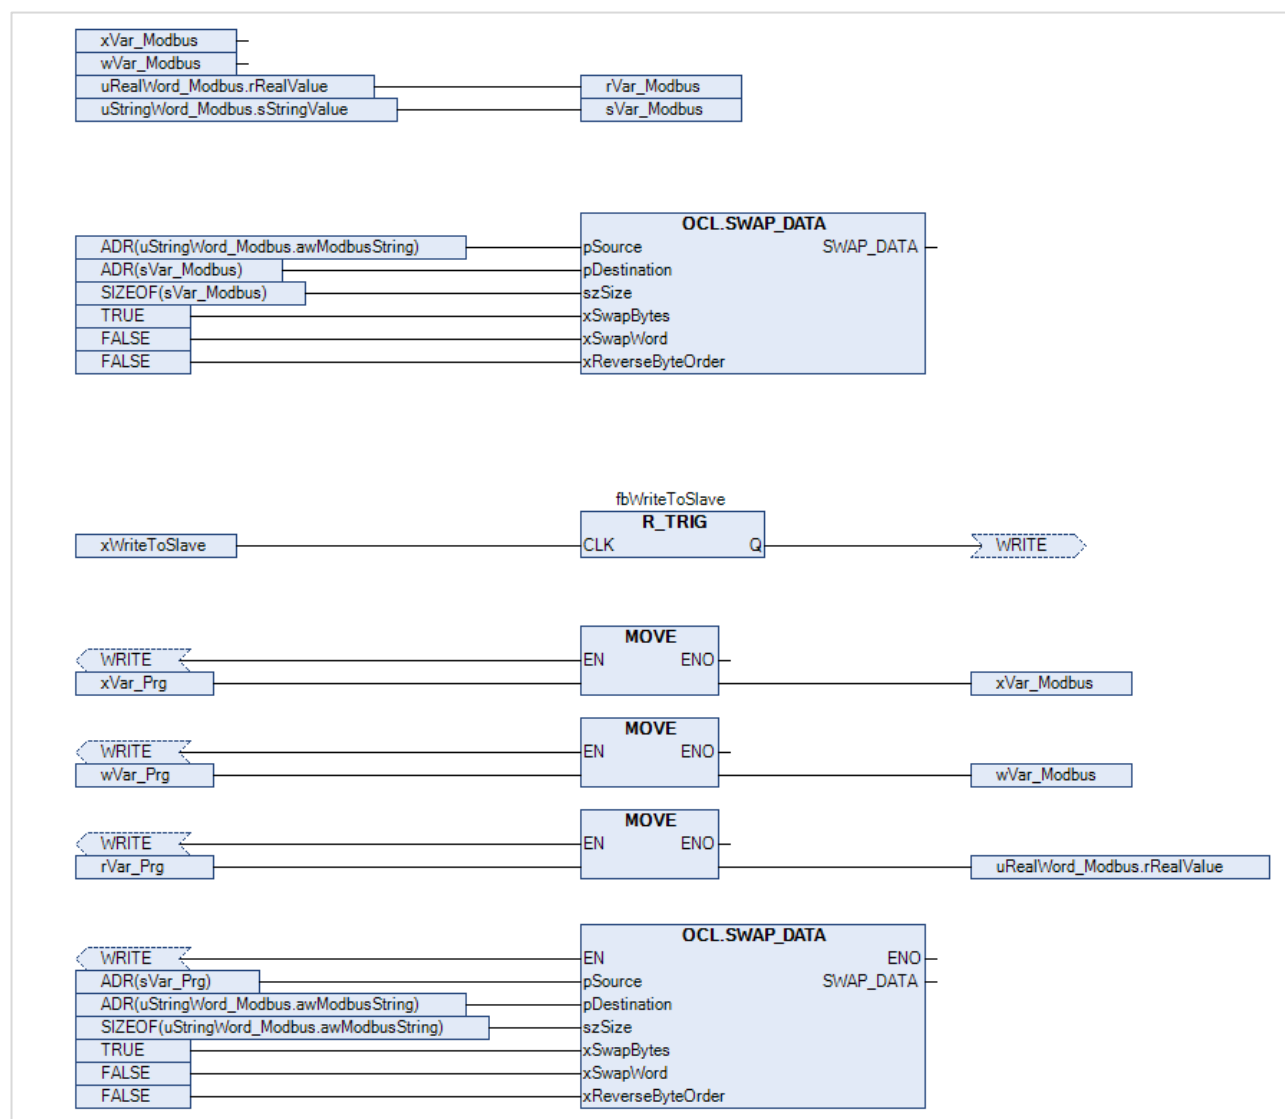 xVar_Modbus
wVar_Modbus
uRealWord_Modbus.rRealValue rVar_Modbus
uStringWord_Modbus.sStringValue sVar_Modbus
OCL.SWAP_DATA
ADR(uStringWord_Modbus.awModbusString) pSource SWAP_DATA
ADR(sVar_Modbus) pDestination
SIZEOF(sVar_Modbus) szSize
TRUE xSwapBytes
FALSE xSwapWord
FALSE xReverseByteOrder
fbWriteToSlave
R_TRIG
xWriteToSlave CLK Q WRITE
MOVE
WRITE EN ENO
xVar_Prg xVar_Modbus
MOVE
WRITE EN ENO
wVar_Prg wVar_Modbus
MOVE
WRITE EN ENO
rVar_Prg uRealWord_Modbus.rRealValue
OCL.SWAP_DATA
WRITE EN ENO
ADR(sVar_Prg) pSource SWAP_DATA
ADR(uStringWord_Modbus.awModbusString) pDestination
SIZEOF(uStringWord_Modbus.awModbusString) szSize
TRUE xSwapBytes
FALSE xSwapWord
FALSE xReverseByteOrder